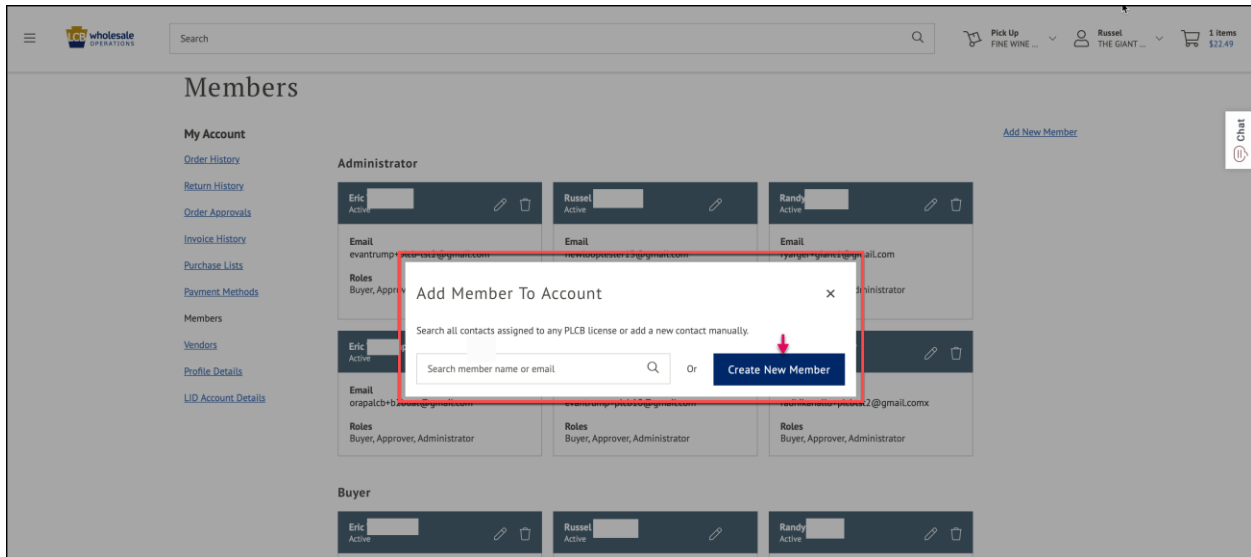 LCB wholesale
OPERATIONS
Search
Pick Up
FINE WINE ...
Russel
THE GIANT ...
1 items
$22.49
Members
Chat
My Account
Add New Member
Order History
Return History
Order Approvals
Invoice History
Purchase Lists
Payment Methods
Members
Vendors
Profile Details
LID Account Details
Administrator
Eric
Active
Russel
Active
Randy
Active
Email
Email
Email
Roles
Buyer,
Add Member To Account
Search all contacts assigned to any PLCB license or add a new contact manually.
Search member name or email
Or
Create New Member
Eric
Active
Email
Roles
Buyer, Approver, Administrator
Roles
Buyer, Approver, Administrator
Roles
Buyer, Approver, Administrator
Buyer
Eric
Active
Russel
Active
Randy
Active